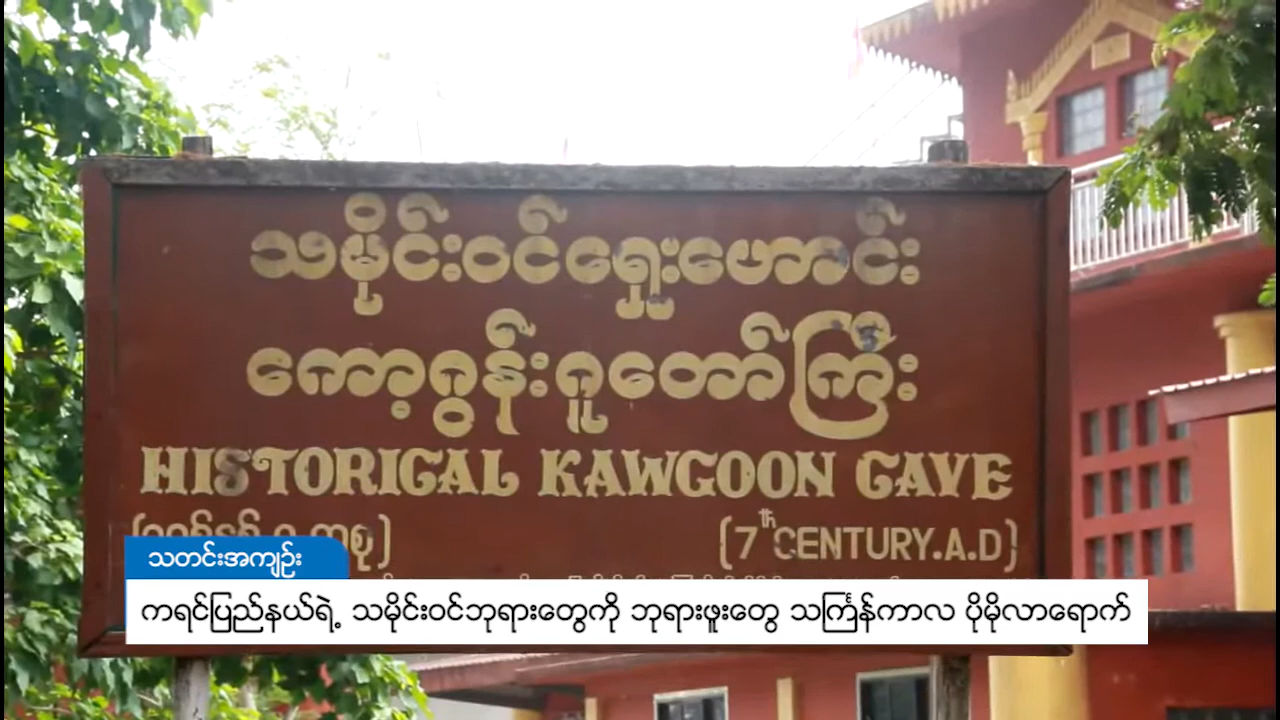 သမိုင်းဝင်ရှေးဟောင်း
ကော့ဂွန်းဂူတော်ကြီး
HISTORICAL KAWGOON CAVE
(7th CENTURY.A.D)
သတင်းအကျဉ်း
ကရင်ပြည်နယ်ရဲ့ သမိုင်းဝင်ဘုရားတွေကို ဘုရားဖူးတွေ သင်္ကြန်ကာလ ပိုမိုလာရောက်